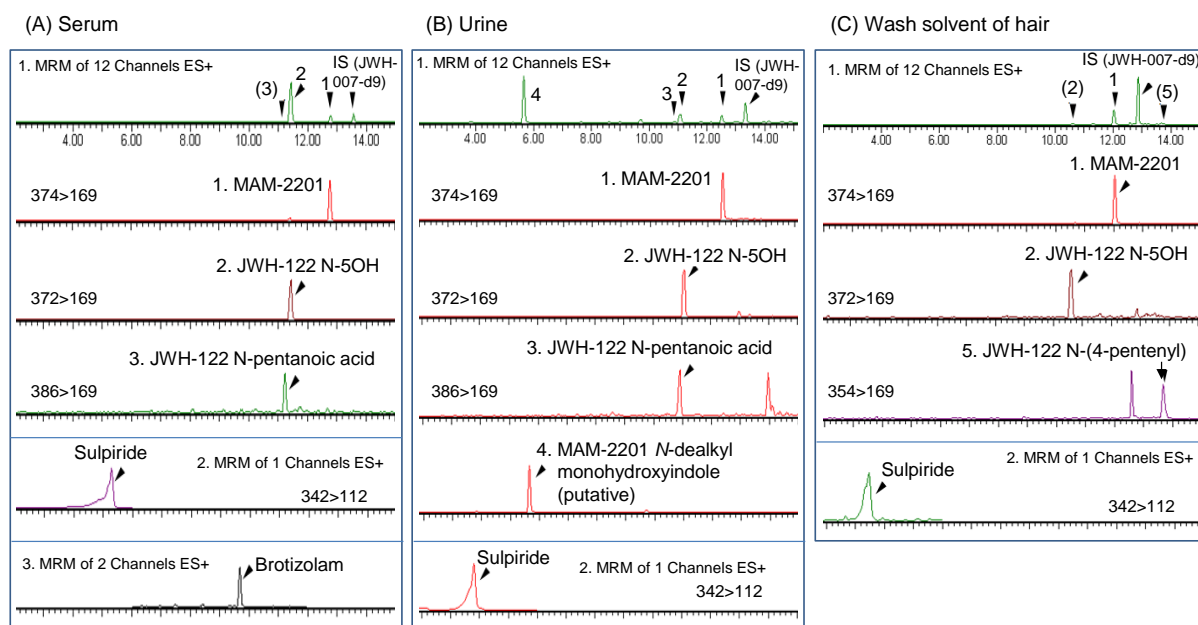 (A) Serum
1. MRM of 12 Channels ES+
IS (JWH-
007-d9)
(3)
2
1
2.00 4.00 6.00 8.00 10.00 12.00 14.00
1. MAM-2201
374>169
2. JWH-122 N-5OH
372>169
3. JWH-122 N-pentanoic acid
386>169
Sulpiride
2. MRM of 1 Channels ES+
342>112
3. MRM of 2 Channels ES+
Brotizolam
(B) Urine
1. MRM of 12 Channels ES+
IS (JWH-
007-d9)
4
3
2
1
4.00 6.00 8.00 10.00 12.00 14.00
1. MAM-2201
374>169
2. JWH-122 N-5OH
372>169
3. JWH-122 N-pentanoic acid
386>169
4. MAM-2201 N-dealkyl
monohydroxyindole
(putative)
Sulpiride
2. MRM of 1 Channels ES+
342>112
(C) Wash solvent of hair
1. MRM of 12 Channels ES+
IS (JWH-007-d9)
(2)
1
(5)
2.00 4.00 6.00 8.00 10.00 12.00 14.00
1. MAM-2201
374>169
2. JWH-122 N-5OH
372>169
5. JWH-122 N-(4-pentenyl)
354>169
2. MRM of 1 Channels ES+
Sulpiride
342>112